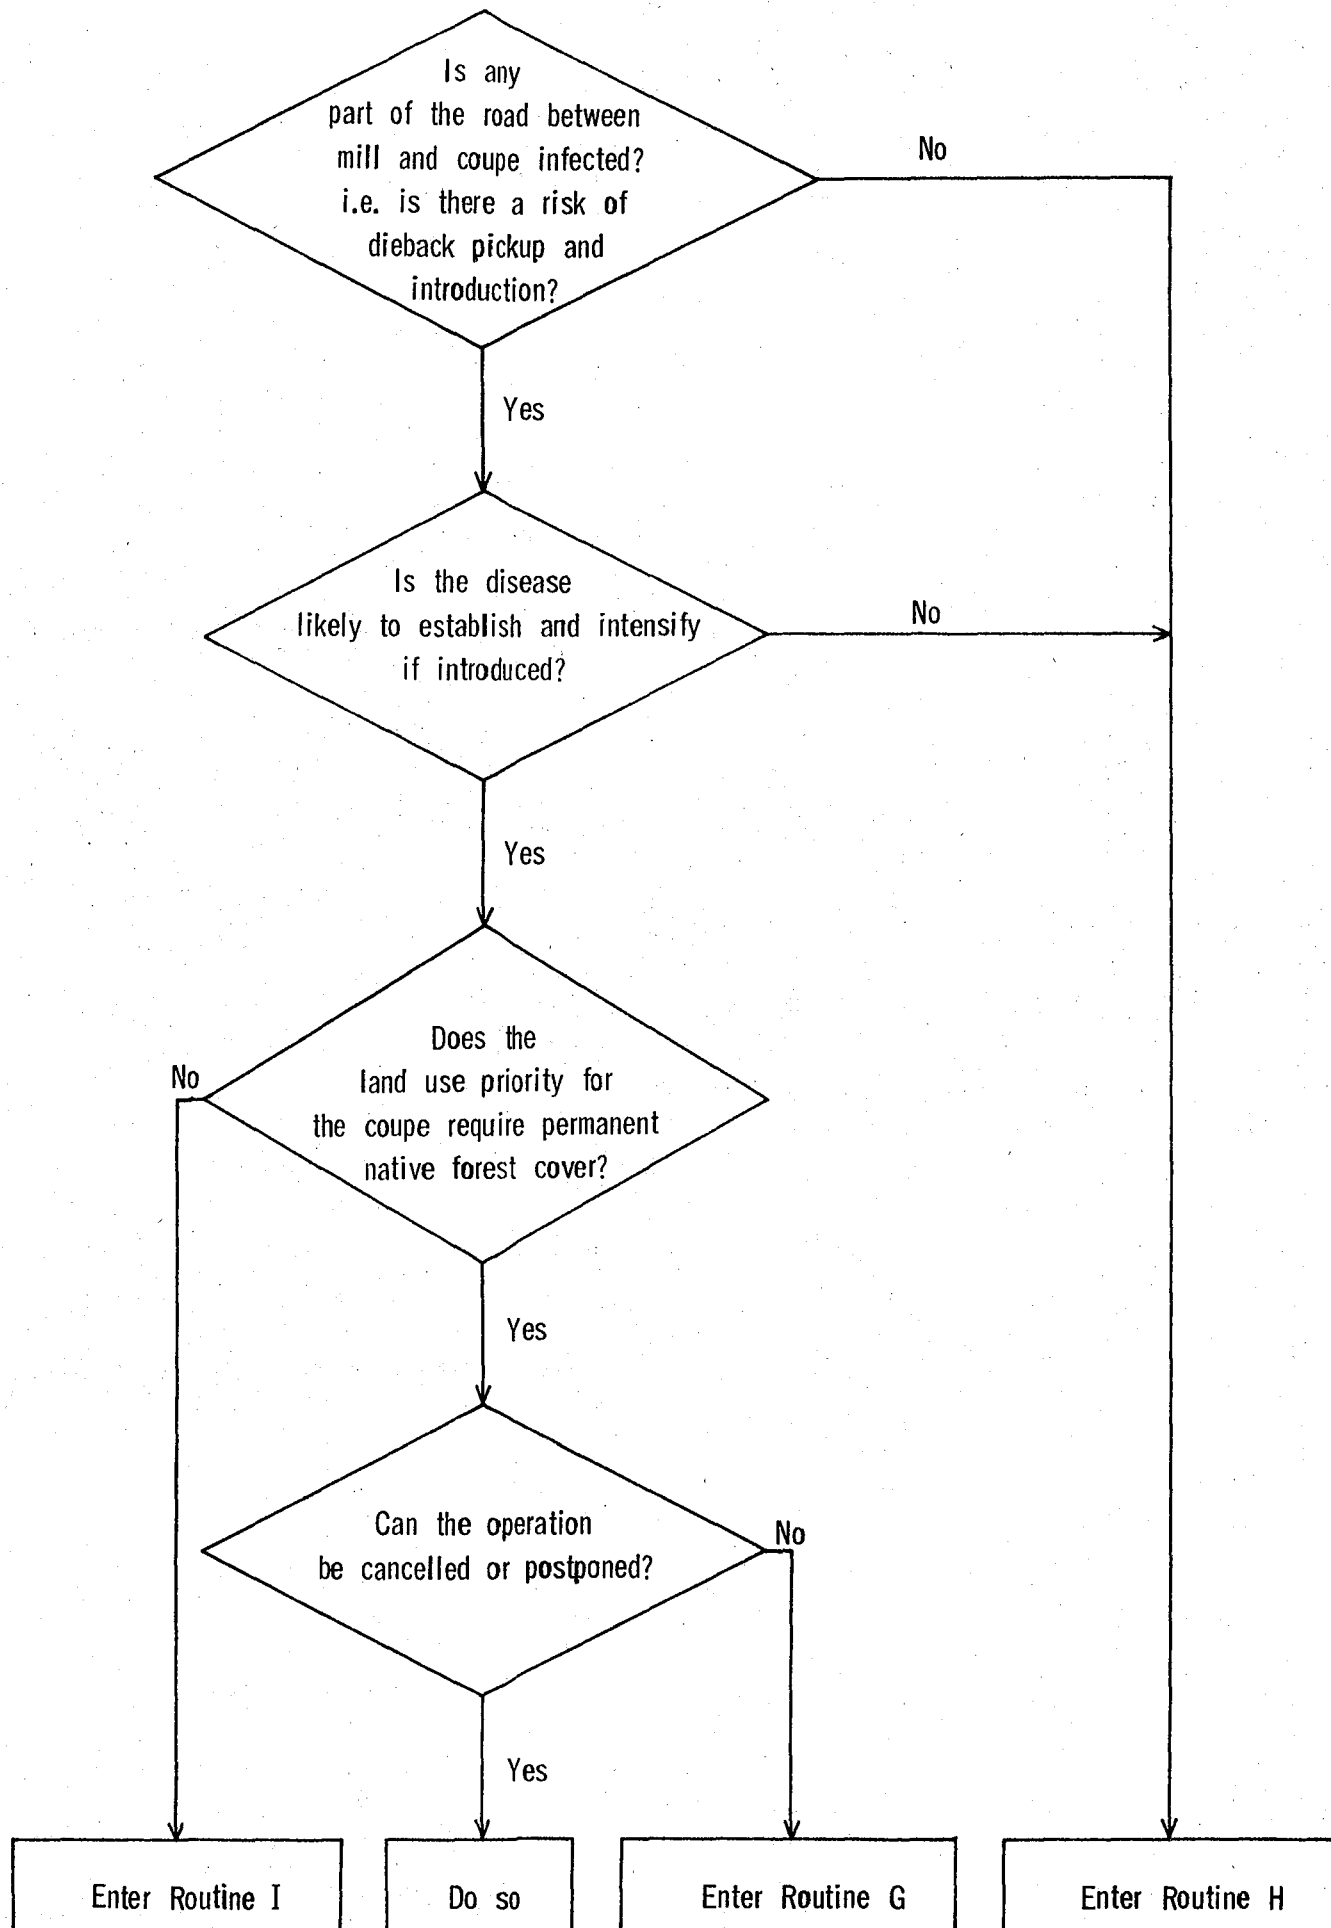 Is any
part of the road between
mill and coupe infected?
i.e. is there a risk of
dieback pickup and
introduction?
No
Yes
Is the disease
likely to establish and intensify
if introduced?
No
Yes
Does the
land use priority for
the coupe require permanent
native forest cover?
No
Yes
Can the operation
be cancelled or postponed?
No
Yes
Enter Routine I
Do so
Enter Routine G
Enter Routine H